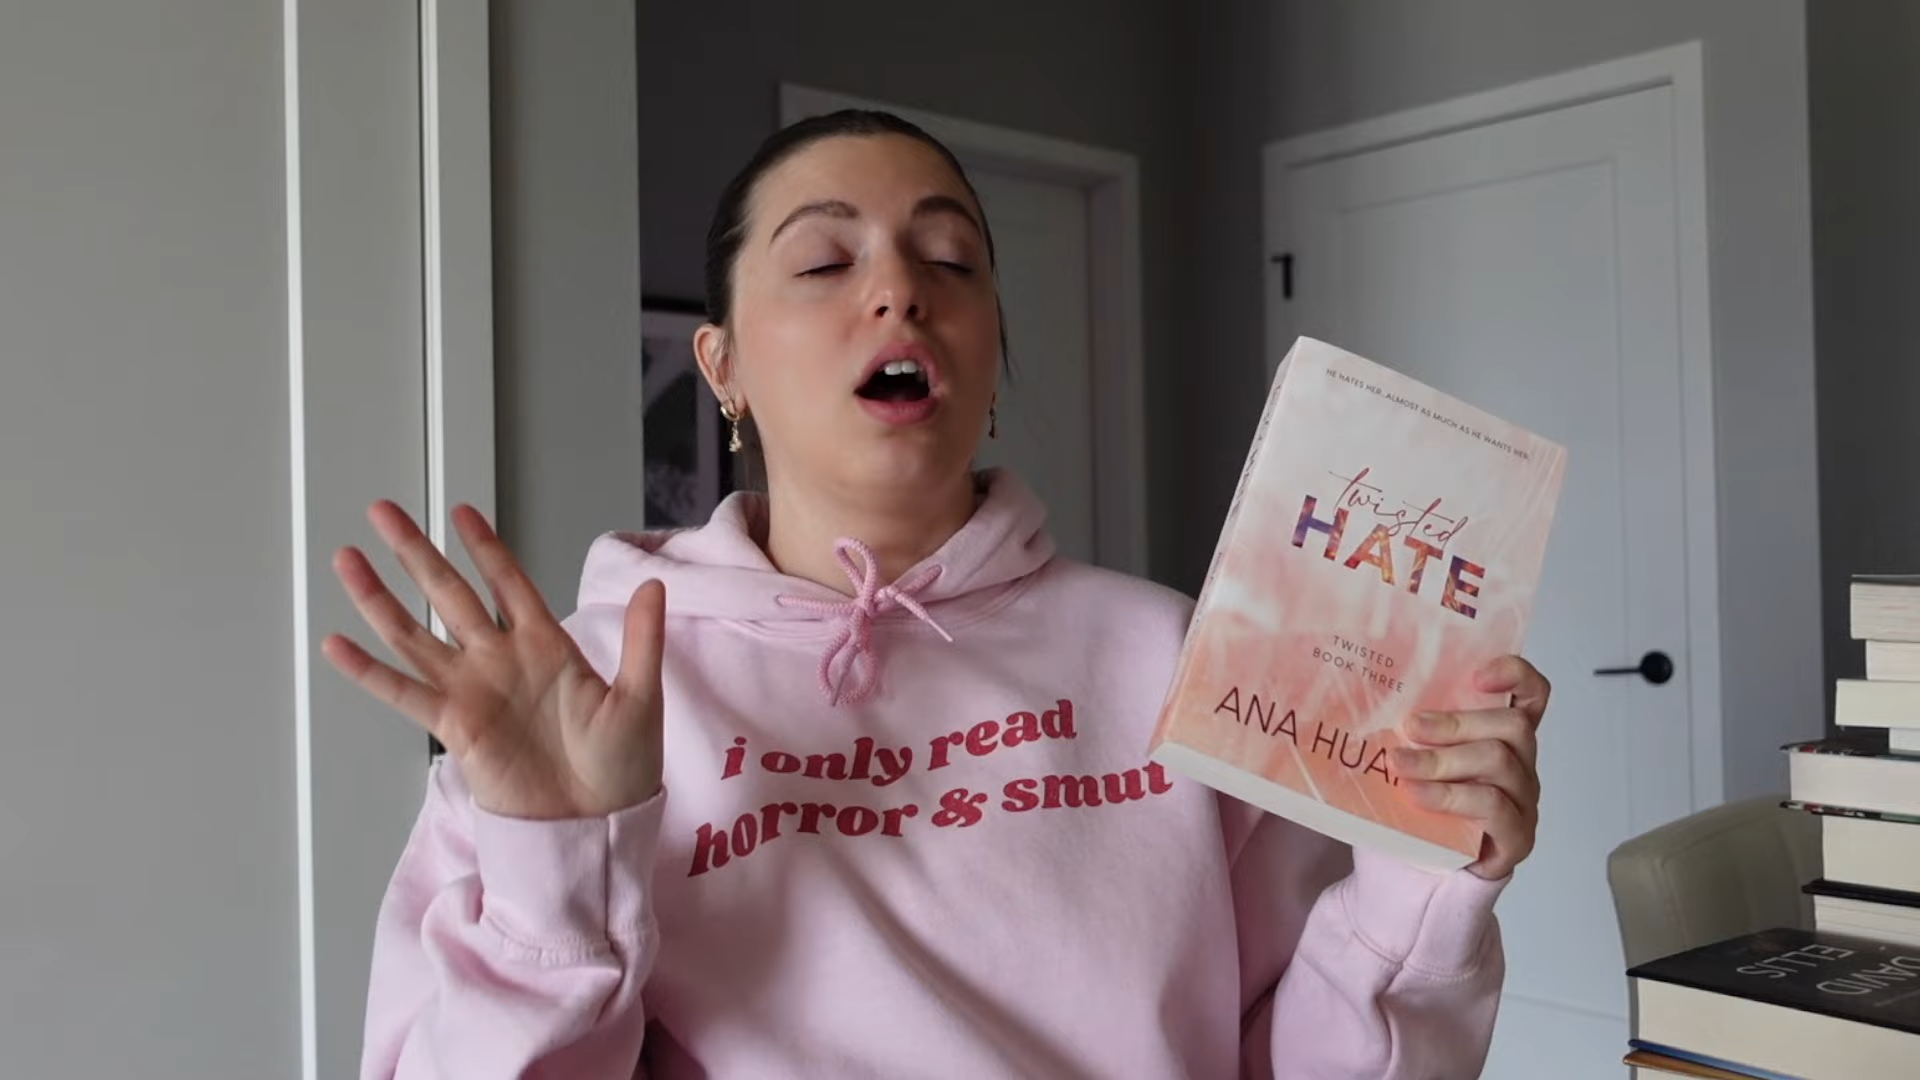 HE HATES HER...ALMOST AS MUCH AS HE WANTS HER.
twisted
HATE
TWISTED
BOOK THREE
ANA HUA
i only read
horror & smut
DAVID
ELLIS